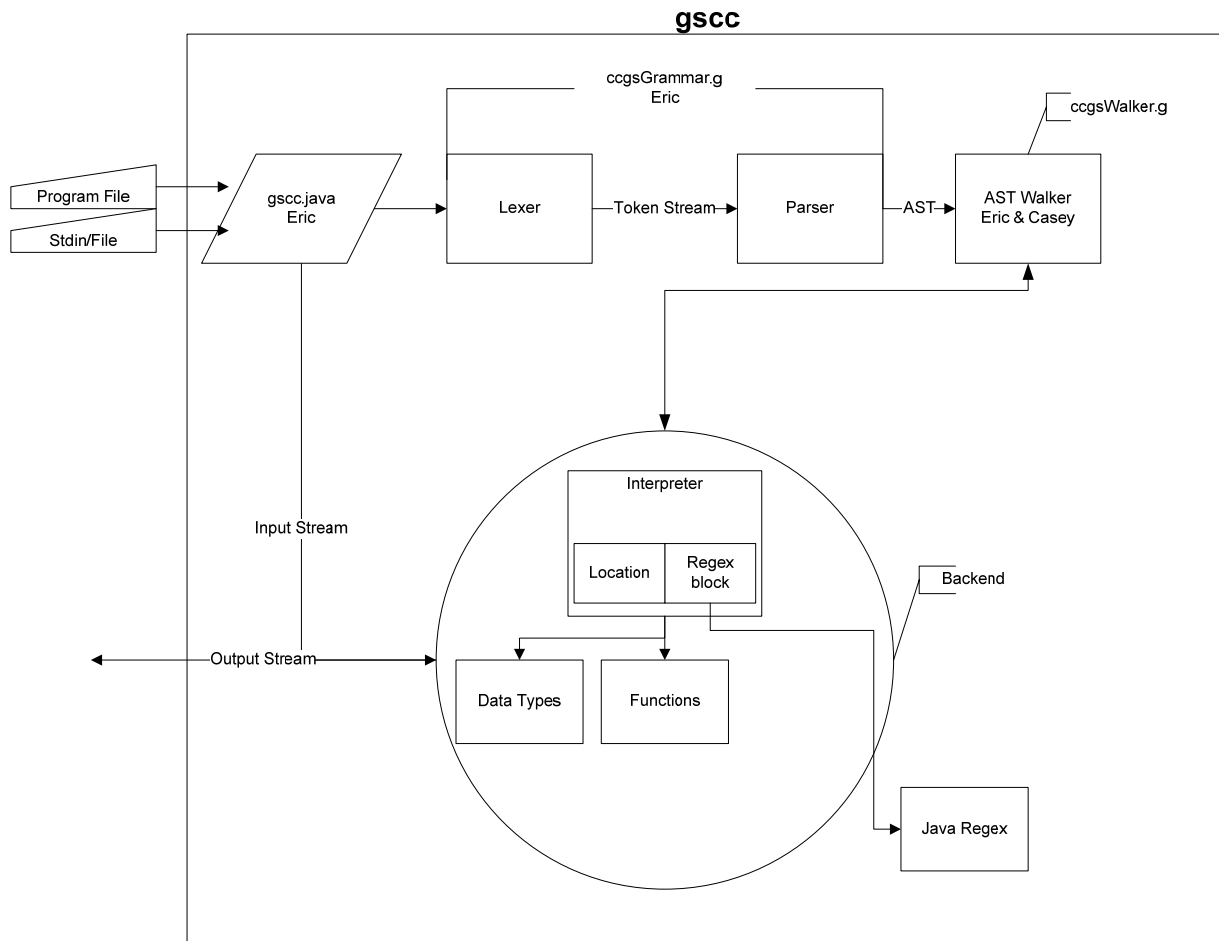 gscc
ccgsGrammar.g
Eric
ccgsWalker.g
Program File
Stdin/File
gscc.java
Eric
Lexer
Token Stream
Parser
AST
AST Walker
Eric & Casey
Interpreter
Location
Regex
block
Input Stream
Backend
Output Stream
Data Types
Functions
Java Regex